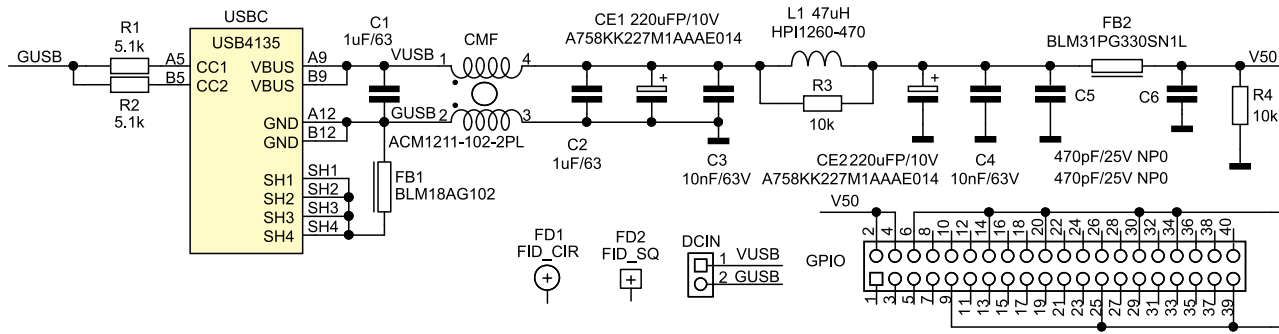 USBC
USB4135
R1
5.1k
GUSB
R2
5.1k
A5
B5
CC1
CC2
VBUS
VBUS
GND
GND
SH1
SH2
SH3
SH4
A9
B9
A12
B12
SH1
SH2
SH3
SH4
C1
1uF/63
VUSB
GUSB
1
CMF
4
2
3
ACM1211-102-2PL
FB1
BLM18AG102
CE1 220uFP/10V
A758KK227M1AAAE014
+
C2
1uF/63
C3
10nF/63V
L1 47uH
HPI1260-470
R3
10k
+
CE2 220uFP/10V
A758KK227M1AAAE014
C4
10nF/63V
FB2
BLM31PG330SN1L
C5
C6
470pF/25V NP0
470pF/25V NP0
V50
R4
10k
FD1
FID_CIR
FD2
FID_SQ
DCIN
1 VUSB
2 GUSB
V50
GPIO
2 4 6 8 10 12 14 16 18 20 22 24 26 28 30 32 34 36 38 40
1 3 5 7 9 11 13 15 17 19 21 23 25 27 29 31 33 35 37 39